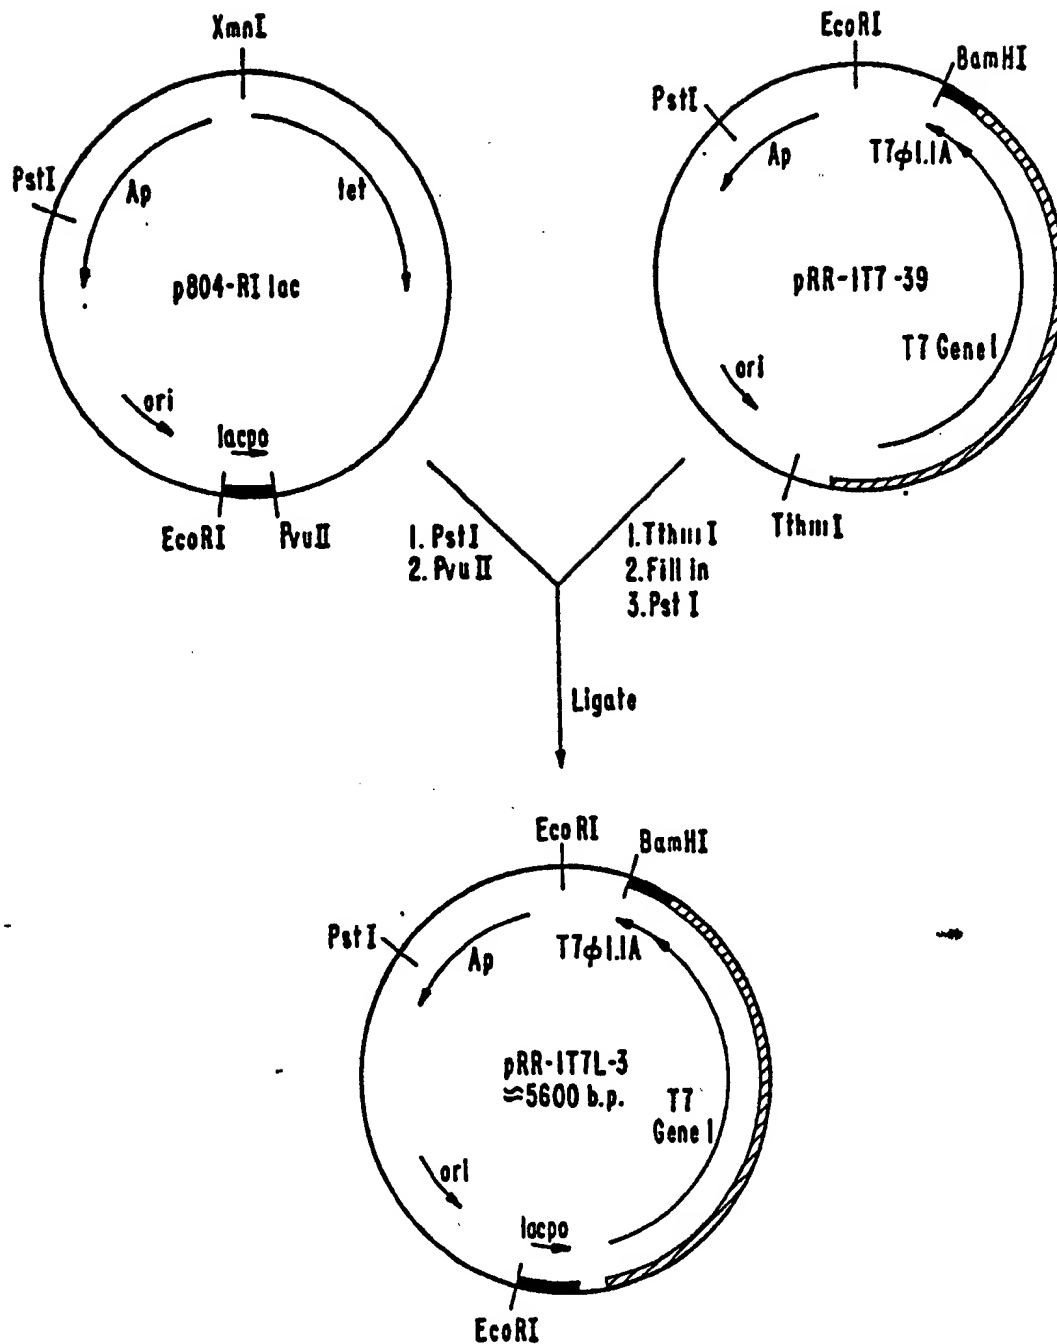 XmnI
PstI
Ap
tet
p804-RI lac
ori
lacpo
EcoRI
PvuII
EcoRI
BamHI
PstI
Ap
T7φ1.1A
pRR-1T7-39
T7 Gene1
ori
TthmI
1. PstI
2. PvuII
1. TthmI
2. Fill in
3. Pst I
Ligate
EcoRI
BamHI
PstI
Ap
T7φ1.1A
pRR-1T7L-3
≈5600 b.p.
T7
Gene1
ori
lacpo
EcoRI